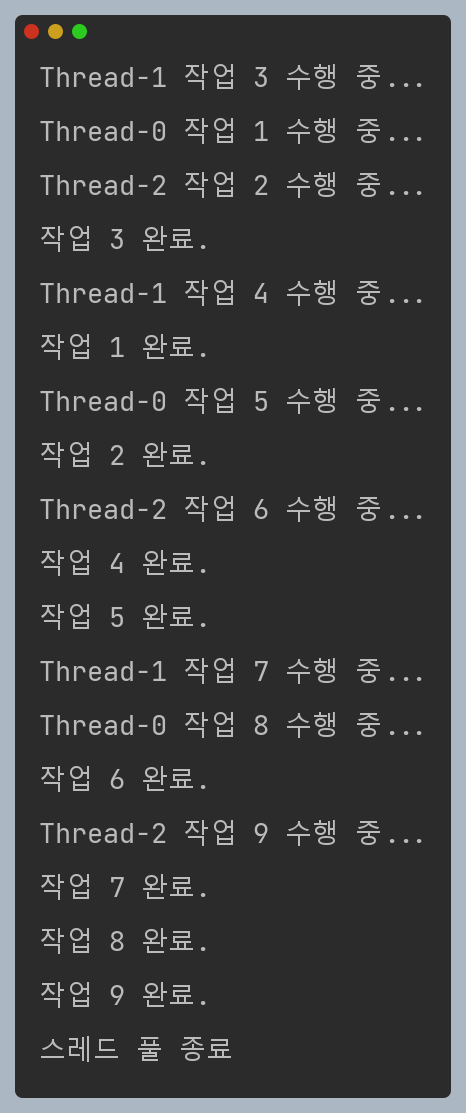 Thread-1 작업 3 수행 중...
Thread-0 작업 1 수행 중...
Thread-2 작업 2 수행 중...
작업 3 완료.
Thread-1 작업 4 수행 중...
작업 1 완료.
Thread-0 작업 5 수행 중...
작업 2 완료.
Thread-2 작업 6 수행 중...
작업 4 완료.
작업 5 완료.
Thread-1 작업 7 수행 중...
Thread-0 작업 8 수행 중...
작업 6 완료.
Thread-2 작업 9 수행 중...
작업 7 완료.
작업 8 완료.
작업 9 완료.
스레드 풀 종료